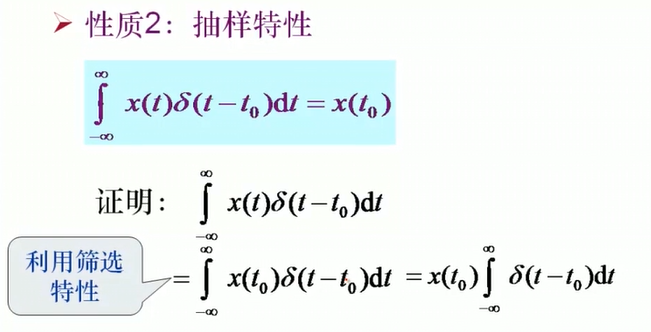 ➢ 性质2：抽样特性
∫_{-∞}^{∞} x(t)δ(t−t₀)dt = x(t₀)
证明： ∫_{-∞}^{∞} x(t)δ(t−t₀)dt
利用筛选特性
= ∫_{-∞}^{∞} x(t₀)δ(t−t₀)dt = x(t₀)∫_{-∞}^{∞} δ(t−t₀)dt